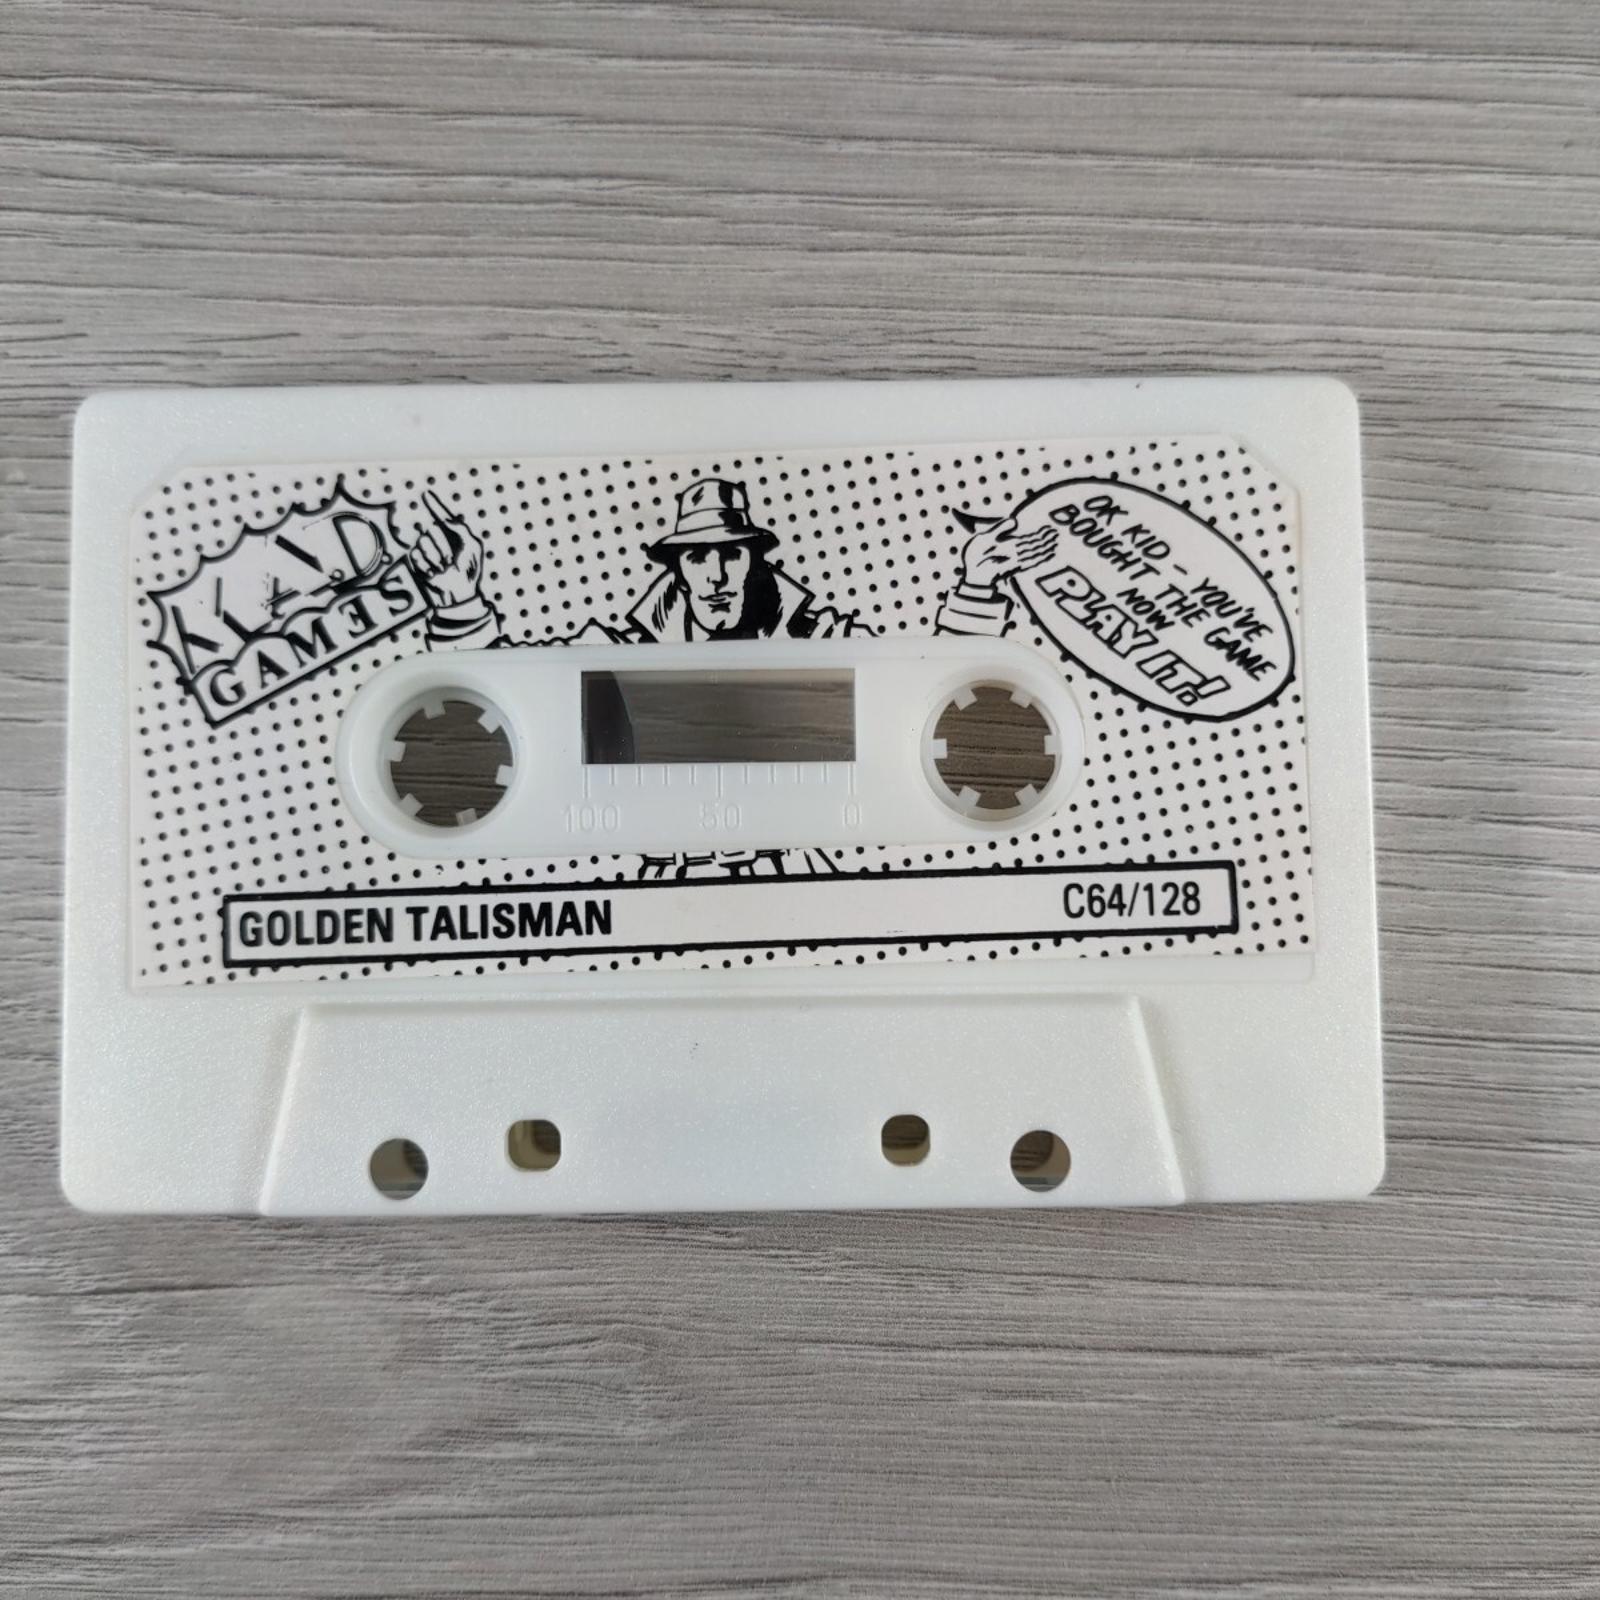 M.A.D.
GAMES
OK KID - YOU'VE
BOUGHT THE GAME
NOW
PLAY IT!
100 50 0
GOLDEN TALISMAN C64/128